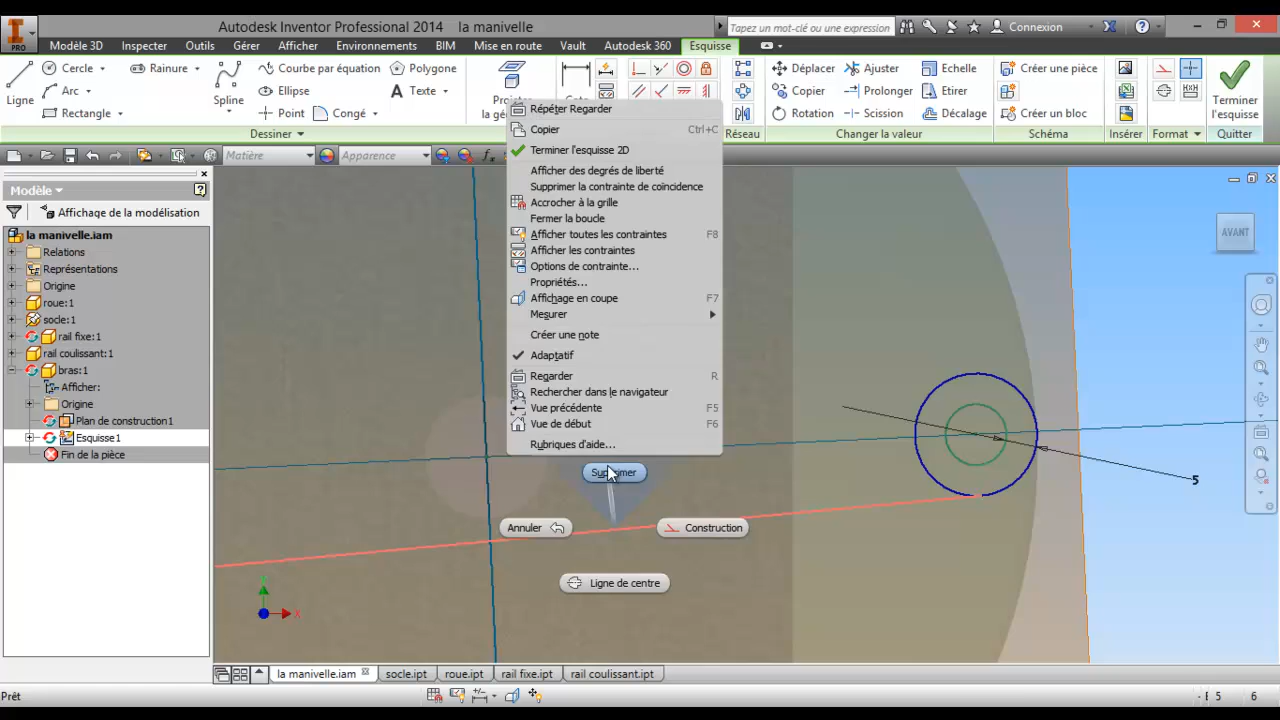 Autodesk Inventor Professional 2014 la manivelle
Tapez un mot clé ou une expression
Connexion
PRO
Modèle 3D Inspecter Outils Gérer Afficher Environnements BIM Mise en route Vault Autodesk 360 Esquisse
Ligne
Cercle
Arc
Rectangle
Rainure
Spline
Courbe par équation
Ellipse
Point
Congé
Polygone
Texte
Dessiner
Déplacer
Copier
Rotation
Ajuster
Prolonger
Scission
Echelle
Etirer
Décalage
Créer une pièce
Créer un bloc
Terminer
l'esquisse
Réseau
Changer la valeur
Schéma
Insérer
Format
Quitter
Matière
Apparence
fx
Modèle
Affichage de la modélisation
la manivelle.iam
Relations
Représentations
Origine
roue:1
socle:1
rail fixe:1
rail coulissant:1
bras:1
Afficher:
Origine
Plan de construction1
Esquisse1
Fin de la pièce
Répéter Regarder
Copier Ctrl+C
Terminer l'esquisse 2D
Afficher des degrés de liberté
Supprimer la contrainte de coïncidence
Accrocher à la grille
Fermer la boucle
Afficher toutes les contraintes F8
Afficher les contraintes
Options de contrainte...
Propriétés...
Affichage en coupe F7
Mesurer
Créer une note
Adaptatif
Regarder R
Rechercher dans le navigateur
Vue précédente F5
Vue de début F6
Rubriques d'aide...
Supprimer
Annuler
Construction
Ligne de centre
AVANT
5
X
la manivelle.iam socle.ipt roue.ipt rail fixe.ipt rail coulissant.ipt
Prêt
5 6